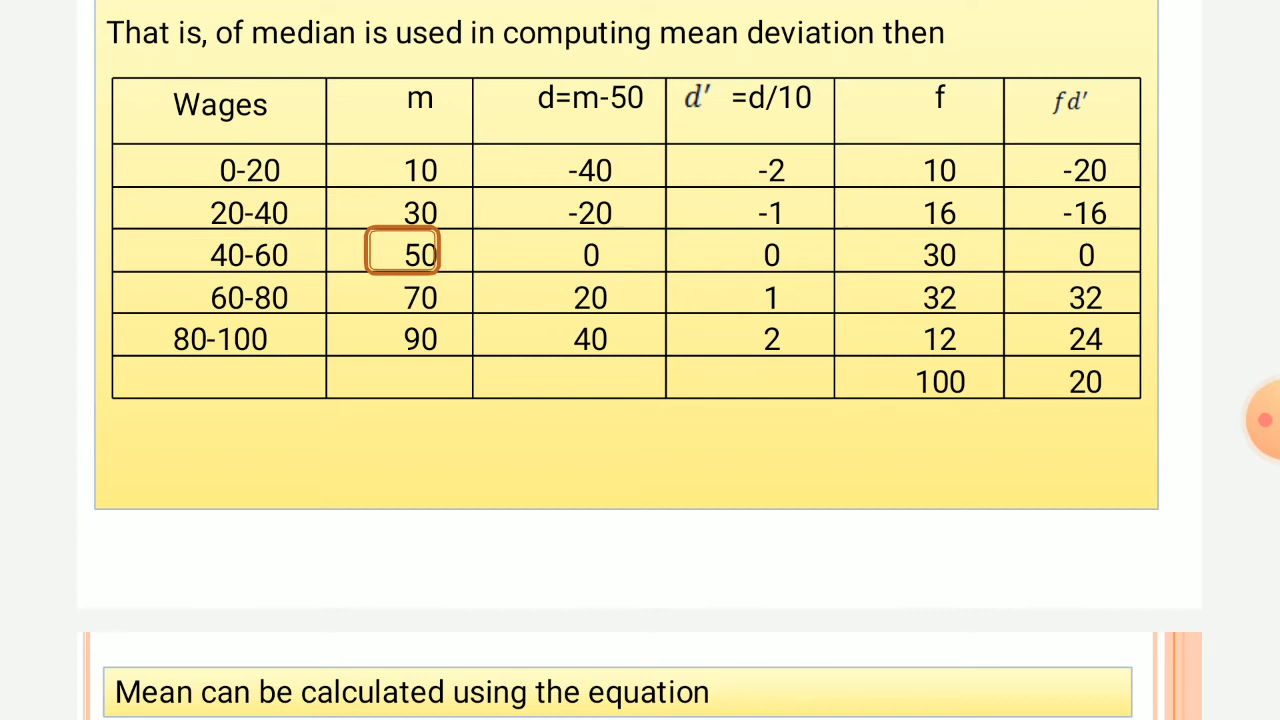 That is, of median is used in computing mean deviation then
Wages m d=m-50 d′ =d/10 f fd′
0-20 10 -40 -2 10 -20
20-40 30 -20 -1 16 -16
40-60 50 0 0 30 0
60-80 70 20 1 32 32
80-100 90 40 2 12 24
100 20
Mean can be calculated using the equation